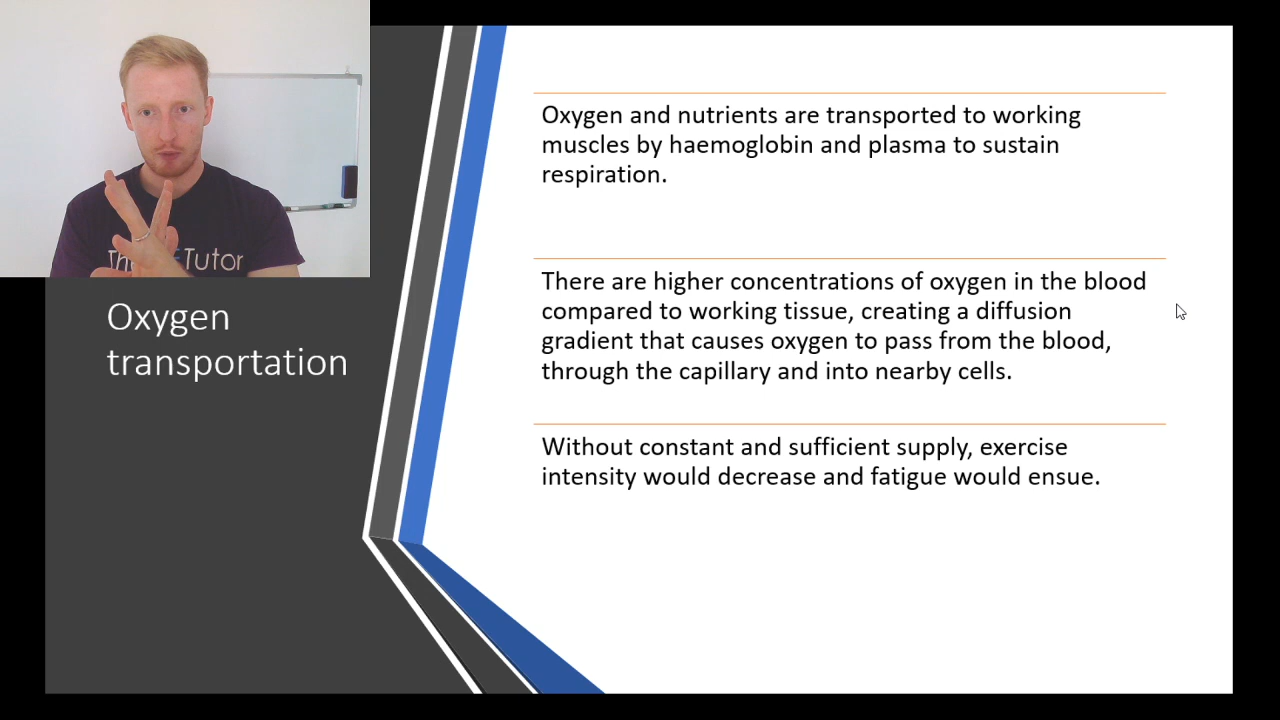 The Tutor
Oxygen
transportation
Oxygen and nutrients are transported to working
muscles by haemoglobin and plasma to sustain
respiration.
There are higher concentrations of oxygen in the blood
compared to working tissue, creating a diffusion
gradient that causes oxygen to pass from the blood,
through the capillary and into nearby cells.
Without constant and sufficient supply, exercise
intensity would decrease and fatigue would ensue.